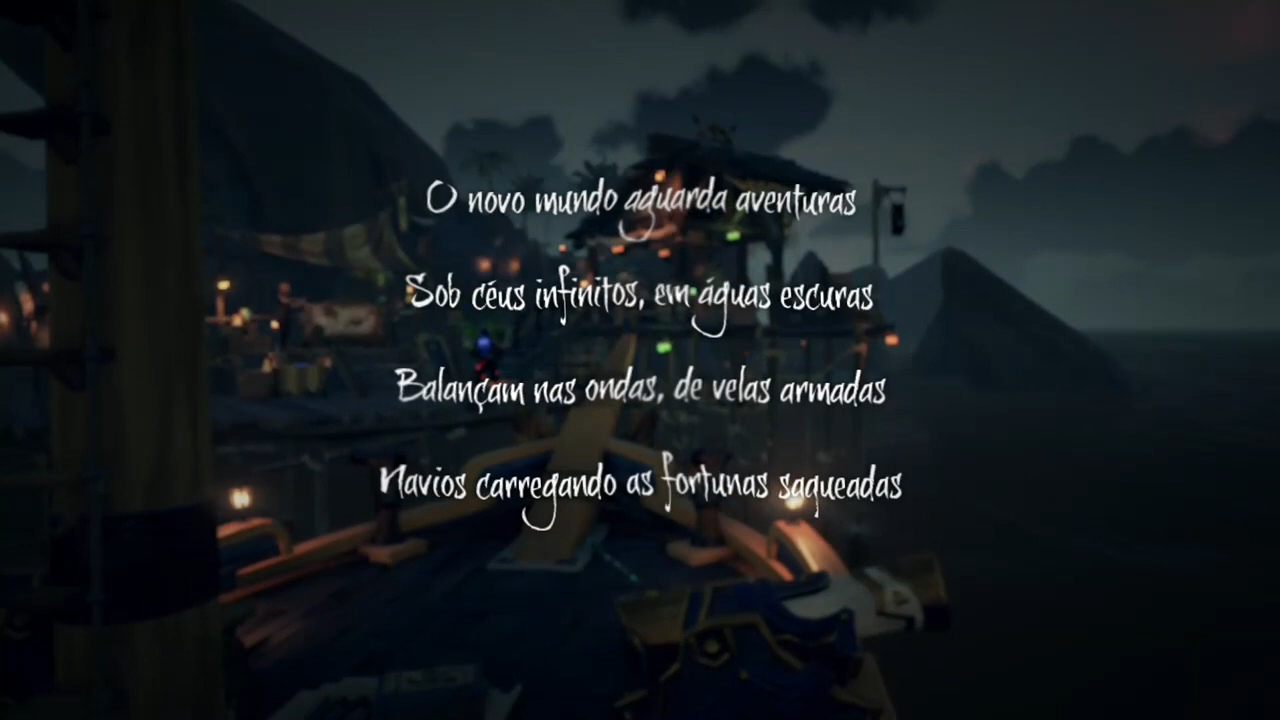 O novo mundo aguarda aventuras
Sob céus infinitos, em águas escuras
Balançam nas ondas, de velas armadas
Navios carregando as fortunas saqueadas